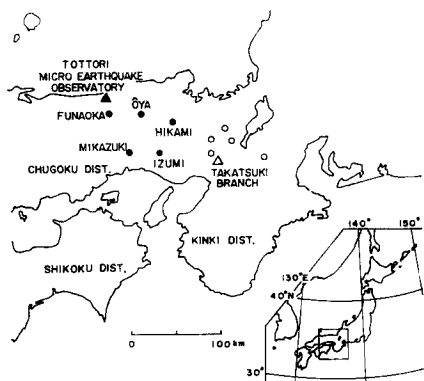 TOTTORI
MICRO EARTHQUAKE
OBSERVATORY
ÔYA
FUNAOKA
HIKAMI
MIKAZUKI
IZUMI
CHUGOKU DIST.
TAKATSUKI
BRANCH
KINKI DIST.
SHIKOKU DIST.
0
100 km
140°
150°
130°E
40°N
30°